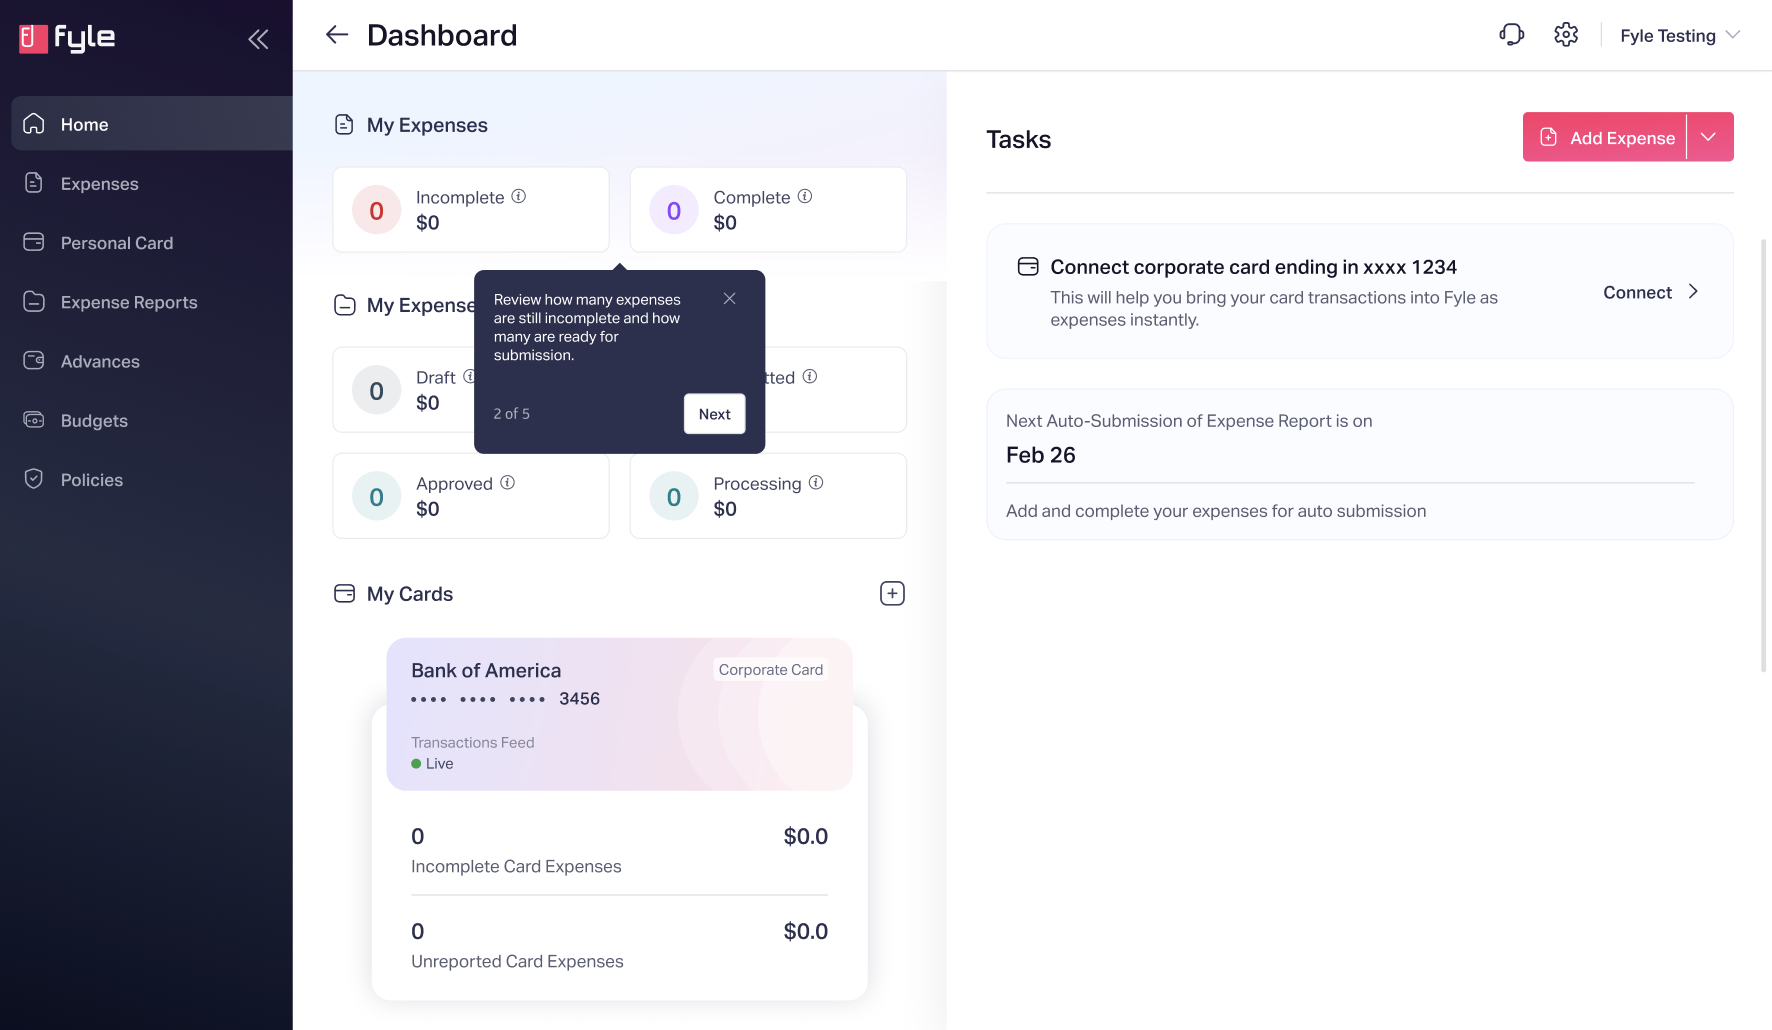 fyle
Home
Expenses
Personal Card
Expense Reports
Advances
Budgets
Policies
Dashboard
Fyle Testing
My Expenses
0
Incomplete
$0
0
Complete
$0
My Expense
0
Draft
$0
tted
0
Approved
$0
0
Processing
$0
Review how many expenses
are still incomplete and how
many are ready for
submission.
2 of 5
Next
My Cards
Bank of America
Corporate Card
•••• •••• •••• 3456
Transactions Feed
Live
0
$0.0
Incomplete Card Expenses
0
$0.0
Unreported Card Expenses
Tasks
Add Expense
Connect corporate card ending in xxxx 1234
This will help you bring your card transactions into Fyle as
expenses instantly.
Connect
Next Auto-Submission of Expense Report is on
Feb 26
Add and complete your expenses for auto submission